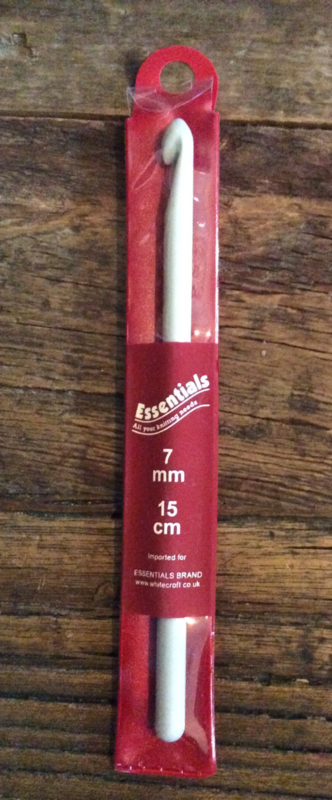 Essentials
All your knitting needs
7
mm
15
cm
imported for
ESSENTIALS BRAND
www.whitecroft.co.uk